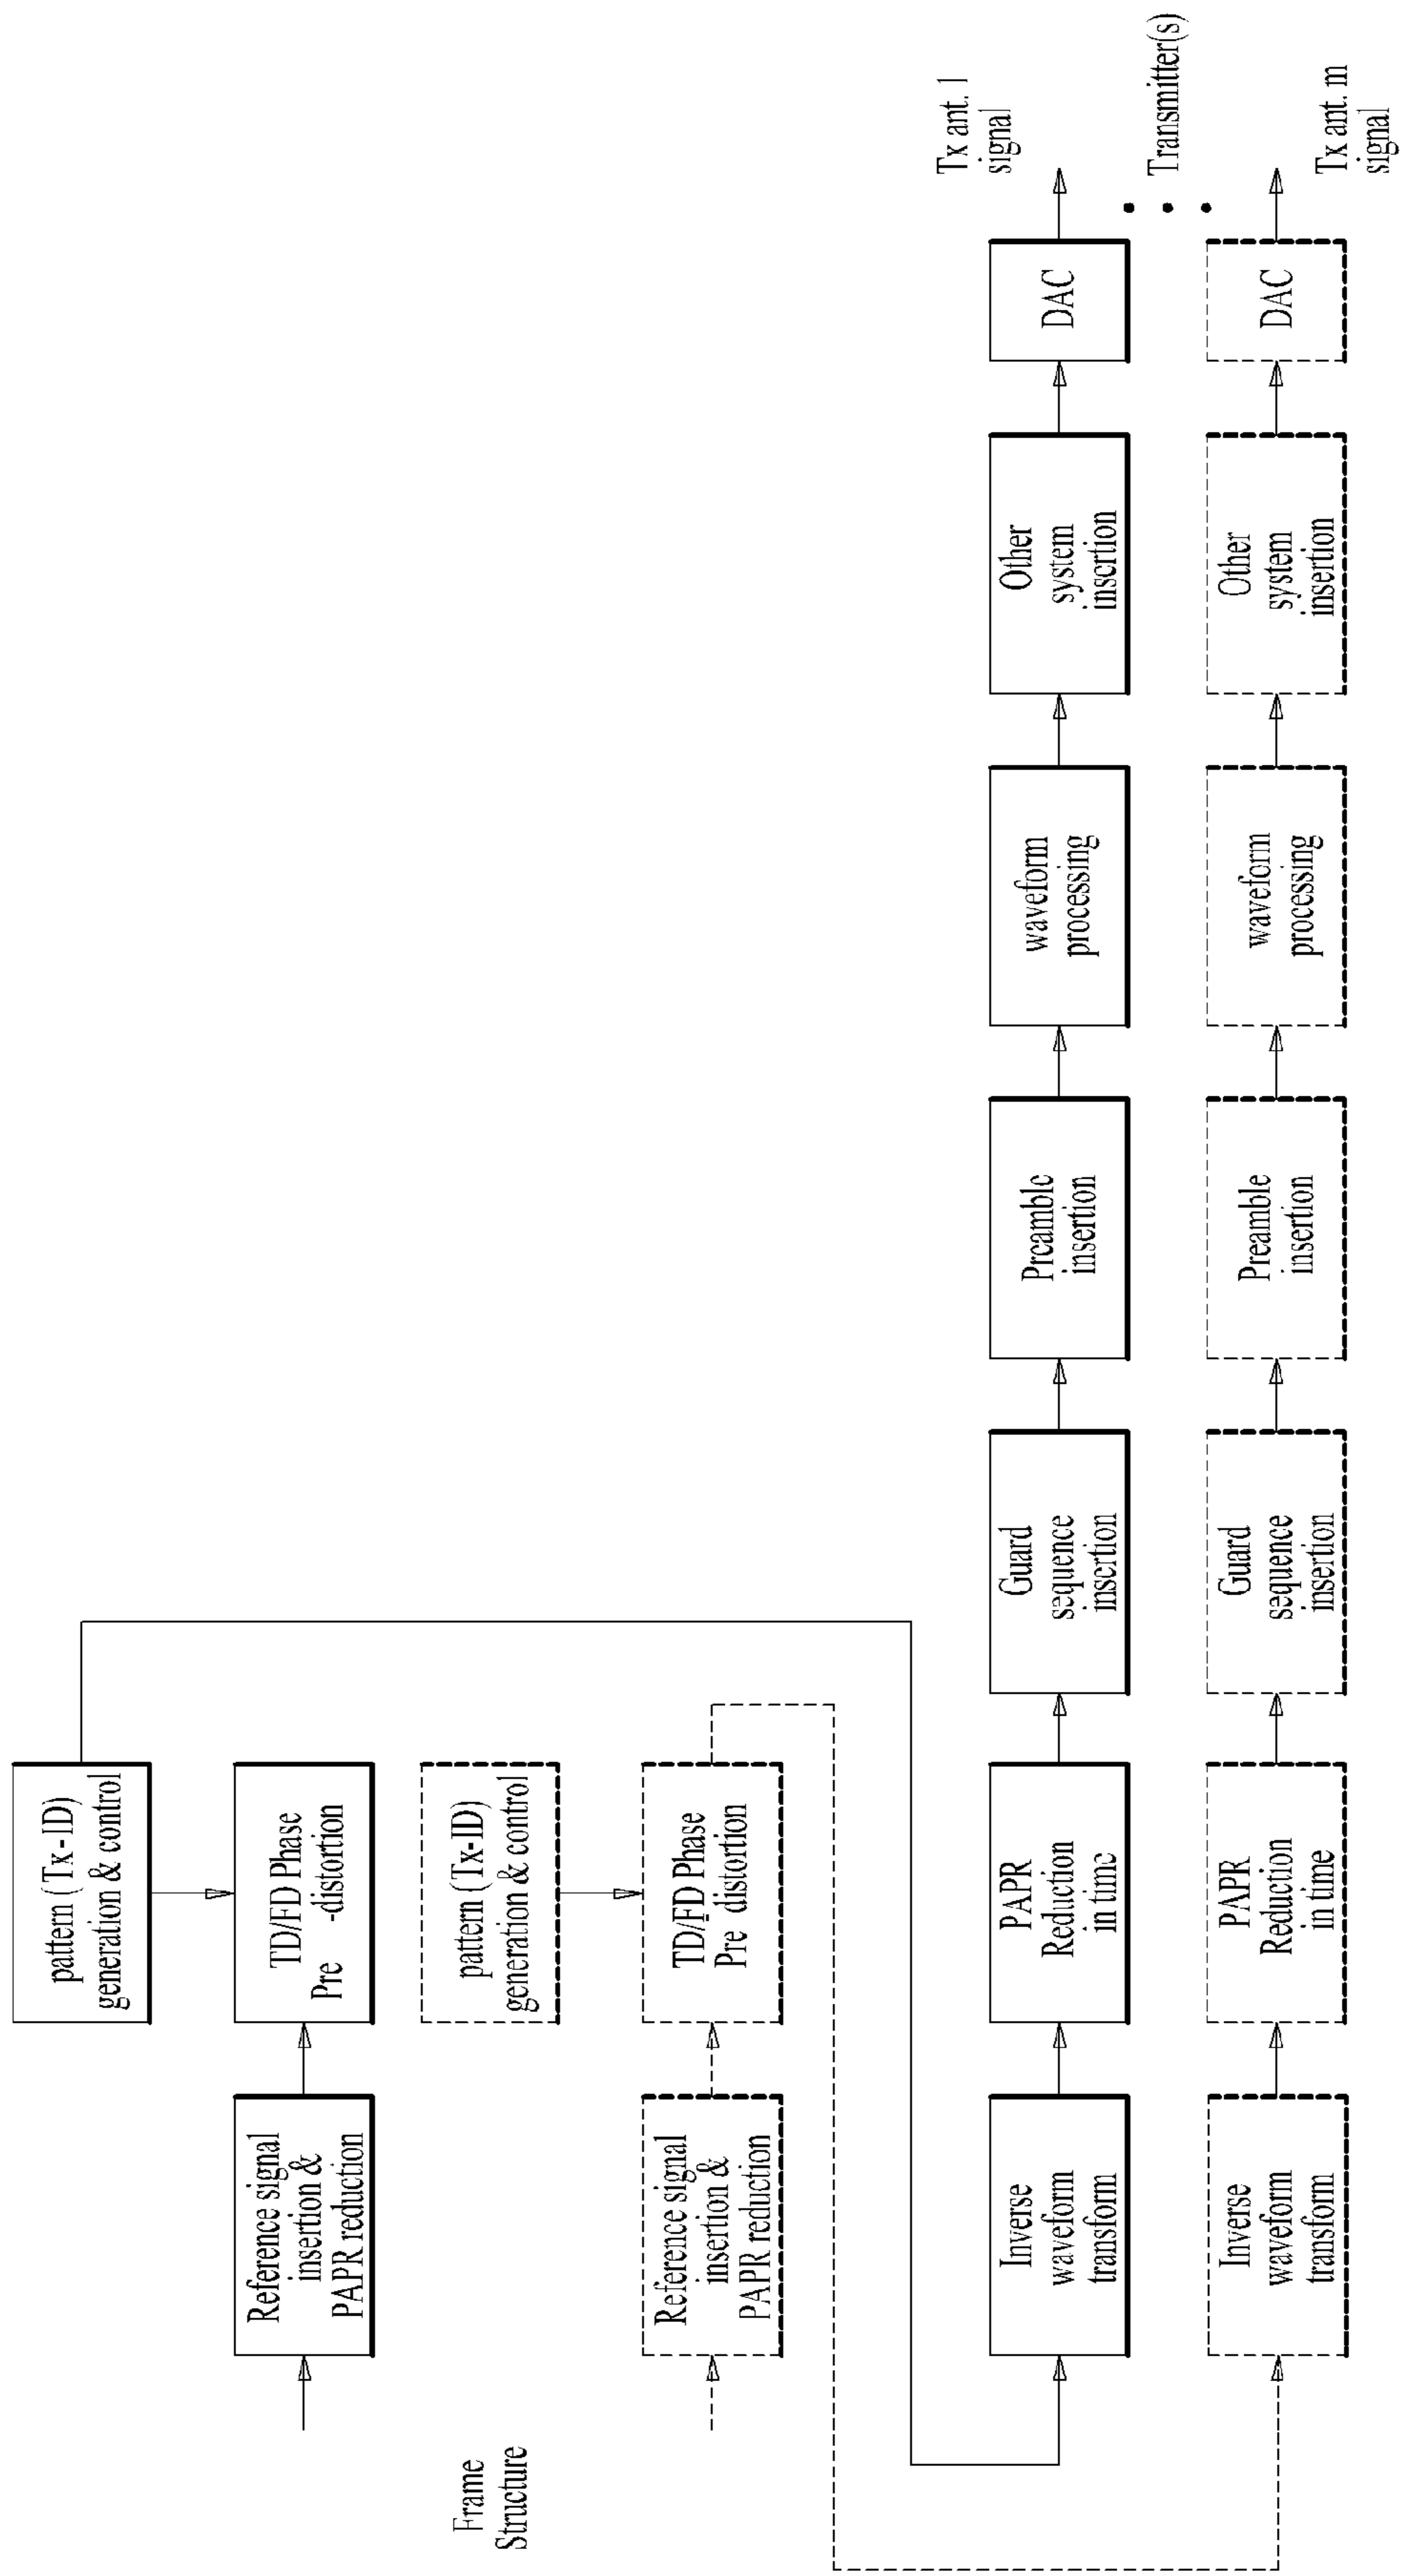 Frame
Structure
pattern (Tx-ID)
generation & control
Reference signal
insertion &
PAPR reduction
TD/FD Phase
Pre -distortion
pattern (Tx-ID)
generation & control
Reference signal
insertion &
PAPR reduction
TD/FD Phase
Pre distortion
Inverse
waveform
transform
PAPR
Reduction
in time
Guard
sequence
insertion
Preamble
insertion
waveform
processing
Other
system
insertion
DAC
Tx ant. 1
signal
Transmitter(s)
Inverse
waveform
transform
PAPR
Reduction
in time
Guard
sequence
insertion
Preamble
insertion
waveform
processing
Other
system
insertion
DAC
Tx ant. m
signal